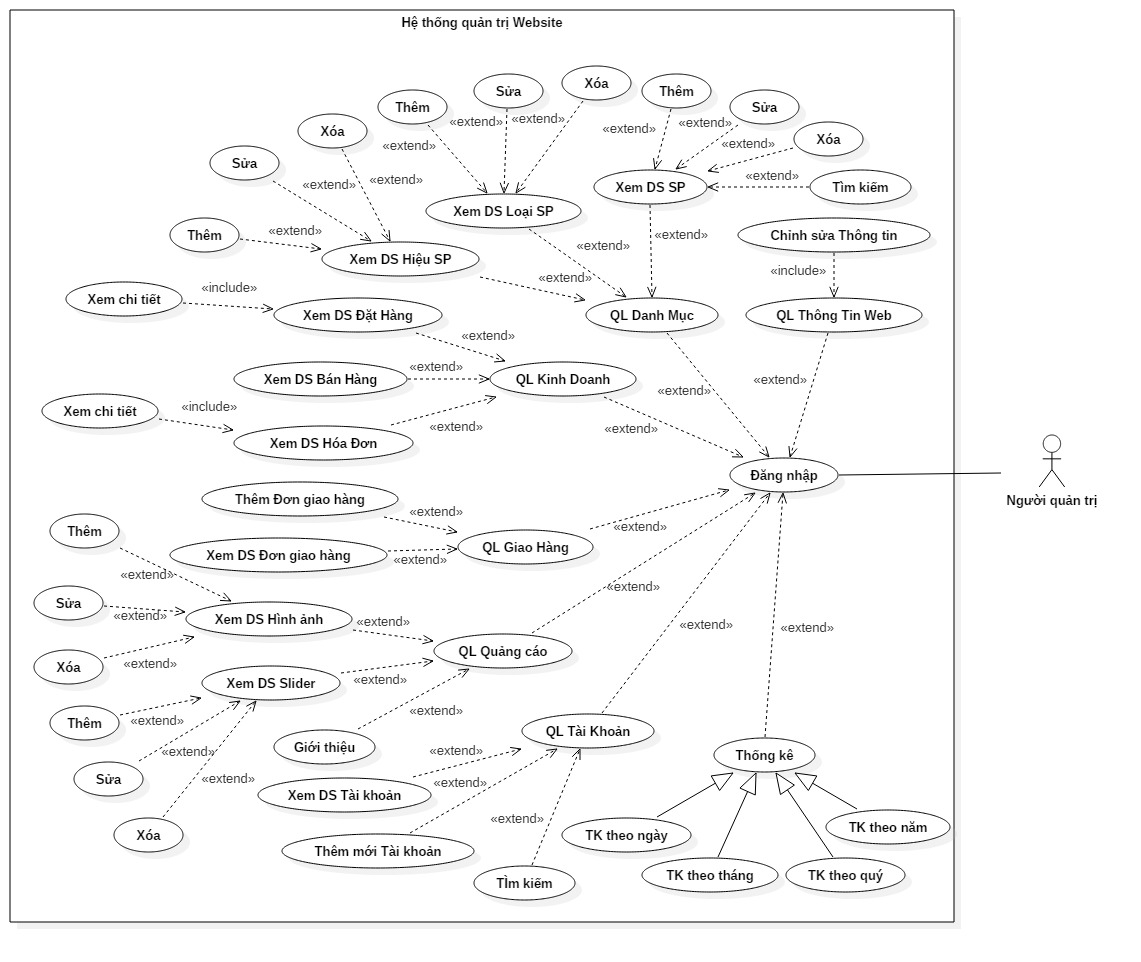 Hệ thống quản trị Website
Xóa
Sửa
Thêm
Thêm
Sửa
«extend»
«extend»
«extend»
«extend»
Xóa
Xóa
«extend»
«extend»
Sửa
«extend»
«extend»
«extend»
«extend»
Xem DS SP
Tìm kiếm
Xem DS Loại SP
Thêm
«extend»
«extend»
«extend»
Chỉnh sửa Thông tin
Xem DS Hiệu SP
«extend»
«include»
«include»
Xem chi tiết
Xem DS Đặt Hàng
QL Danh Mục
QL Thông Tin Web
«extend»
«extend»
Xem DS Bán Hàng
QL Kinh Doanh
«extend»
«extend»
Xem chi tiết
«include»
«extend»
«extend»
Xem DS Hóa Đơn
Đăng nhập
Người quản trị
Thêm Đơn giao hàng
«extend»
«extend»
Thêm
Xem DS Đơn giao hàng
QL Giao Hàng
«extend»
«extend»
«extend»
Sửa
«extend»
Xem DS Hình ảnh
«extend»
«extend»
«extend»
QL Quảng cáo
Xóa
«extend»
«extend»
Xem DS Slider
«extend»
Thêm
«extend»
QL Tài Khoản
«extend»
Giới thiệu
«extend»
Thống kê
Sửa
«extend»
«extend»
Xem DS Tài khoản
«extend»
TK theo năm
Xóa
TK theo ngày
Thêm mới Tài khoản
TK theo tháng
TK theo quý
TÌm kiếm